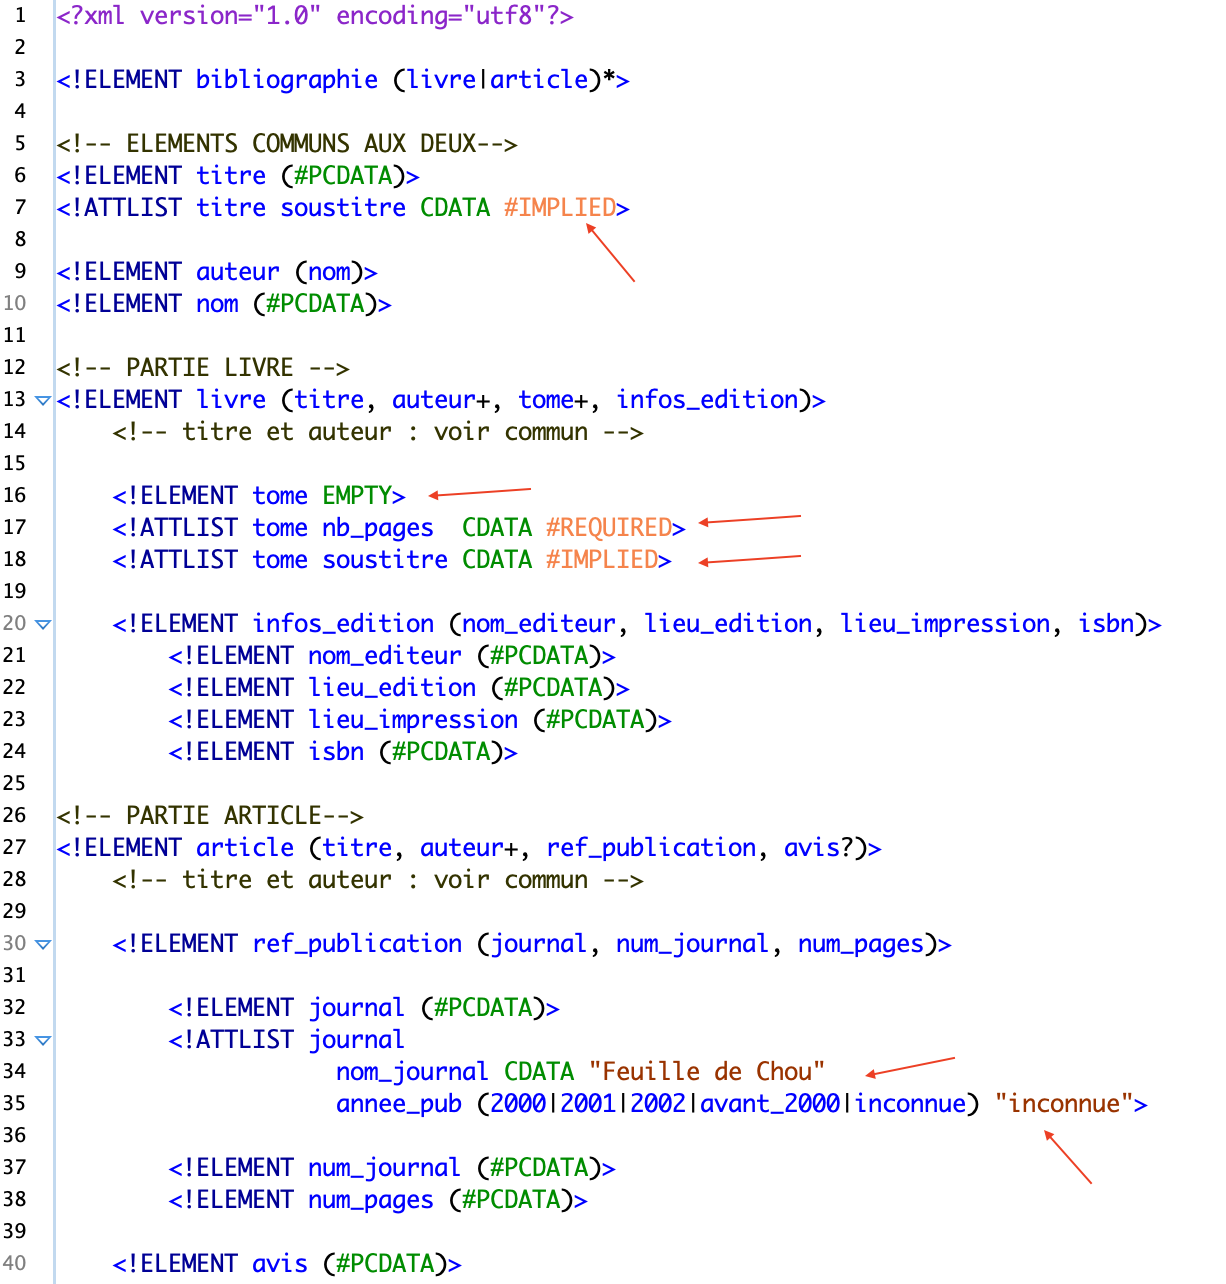 1 <?xml version="1.0" encoding="utf8"?>
2
3 <!ELEMENT bibliographie (livre|article)*>
4
5 <!-- ELEMENTS COMMUNS AUX DEUX-->
6 <!ELEMENT titre (#PCDATA)>
7 <!ATTLIST titre soustitre CDATA #IMPLIED>
8
9 <!ELEMENT auteur (nom)>
10 <!ELEMENT nom (#PCDATA)>
11
12 <!-- PARTIE LIVRE -->
13 <!ELEMENT livre (titre, auteur+, tome+, infos_edition)>
14 <!-- titre et auteur : voir commun -->
15
16 <!ELEMENT tome EMPTY>
17 <!ATTLIST tome nb_pages  CDATA #REQUIRED>
18 <!ATTLIST tome soustitre CDATA #IMPLIED>
19
20 <!ELEMENT infos_edition (nom_editeur, lieu_edition, lieu_impression, isbn)>
21 <!ELEMENT nom_editeur (#PCDATA)>
22 <!ELEMENT lieu_edition (#PCDATA)>
23 <!ELEMENT lieu_impression (#PCDATA)>
24 <!ELEMENT isbn (#PCDATA)>
25
26 <!-- PARTIE ARTICLE-->
27 <!ELEMENT article (titre, auteur+, ref_publication, avis?)>
28 <!-- titre et auteur : voir commun -->
29
30 <!ELEMENT ref_publication (journal, num_journal, num_pages)>
31
32 <!ELEMENT journal (#PCDATA)>
33 <!ATTLIST journal
34 nom_journal CDATA "Feuille de Chou"
35 annee_pub (2000|2001|2002|avant_2000|inconnue) "inconnue">
36
37 <!ELEMENT num_journal (#PCDATA)>
38 <!ELEMENT num_pages (#PCDATA)>
39
40 <!ELEMENT avis (#PCDATA)>